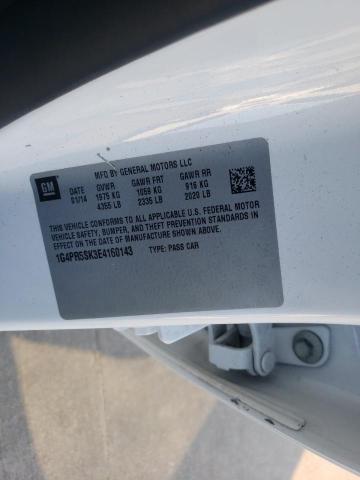 MFD BY GENERAL MOTORS LLC
GM
DATE GVWR GAWR FRT GAWR RR
01/14 1975 KG 1059 KG 916 KG
4355 LB 2335 LB 2020 LB
THIS VEHICLE CONFORMS TO ALL APPLICABLE U.S. FEDERAL MOTOR
VEHICLE SAFETY, BUMPER, AND THEFT PREVENTION STANDARDS IN
EFFECT ON THE DATE OF MANUFACTURE SHOWN ABOVE.
1G4PR5SK3E4160143 TYPE: PASS CAR